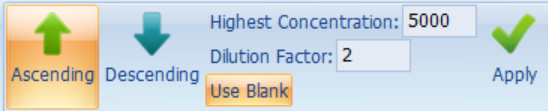 Highest Concentration: 5000
Dilution Factor: 2
Ascending Descending Use Blank Apply